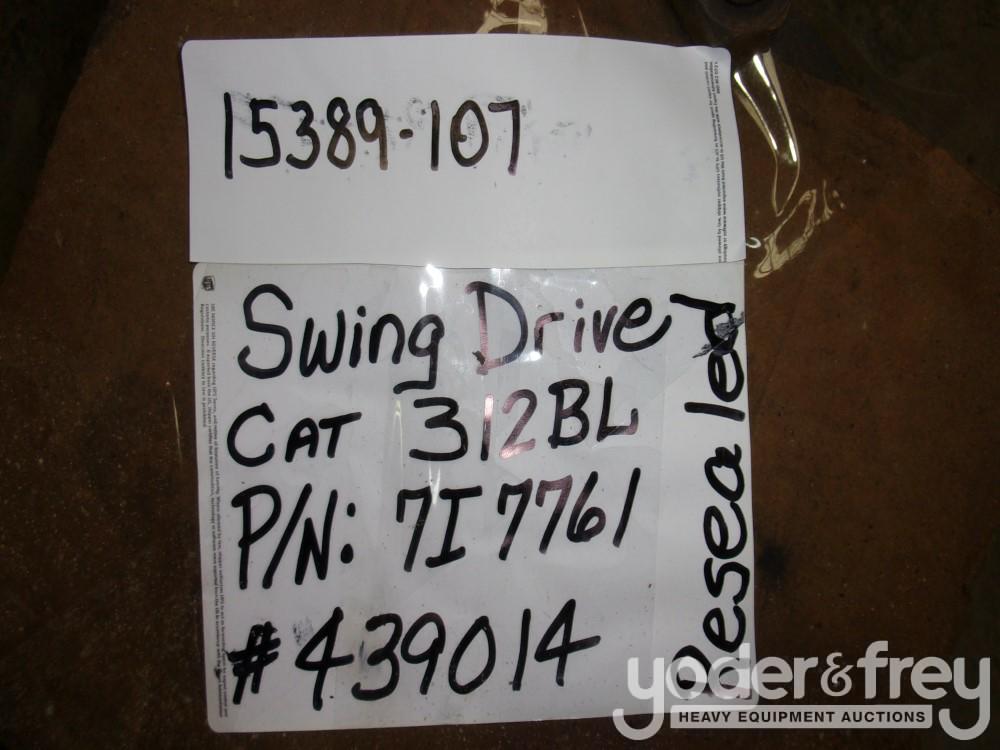 15389-107
Swing Drive
CAT 312BL
P/N: 7I7761
#439014
Resealed
yoder&frey
HEAVY EQUIPMENT AUCTIONS